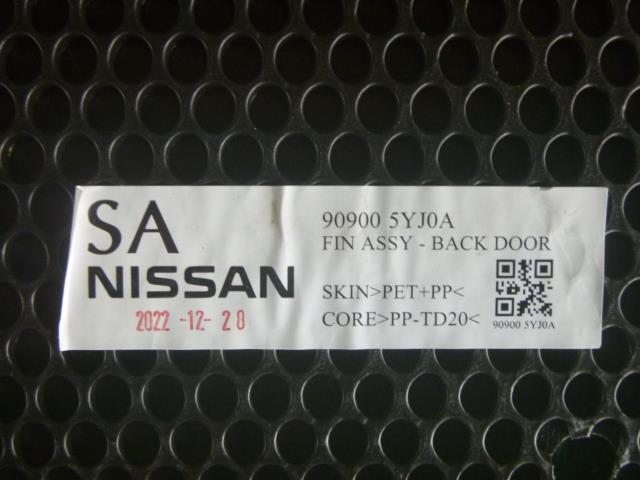 SA
NISSAN
2022 -12- 28
90900 5YJ0A
FIN ASSY - BACK DOOR
SKIN>PET+PP<
CORE>PP-TD20<
90900 5YJ0A